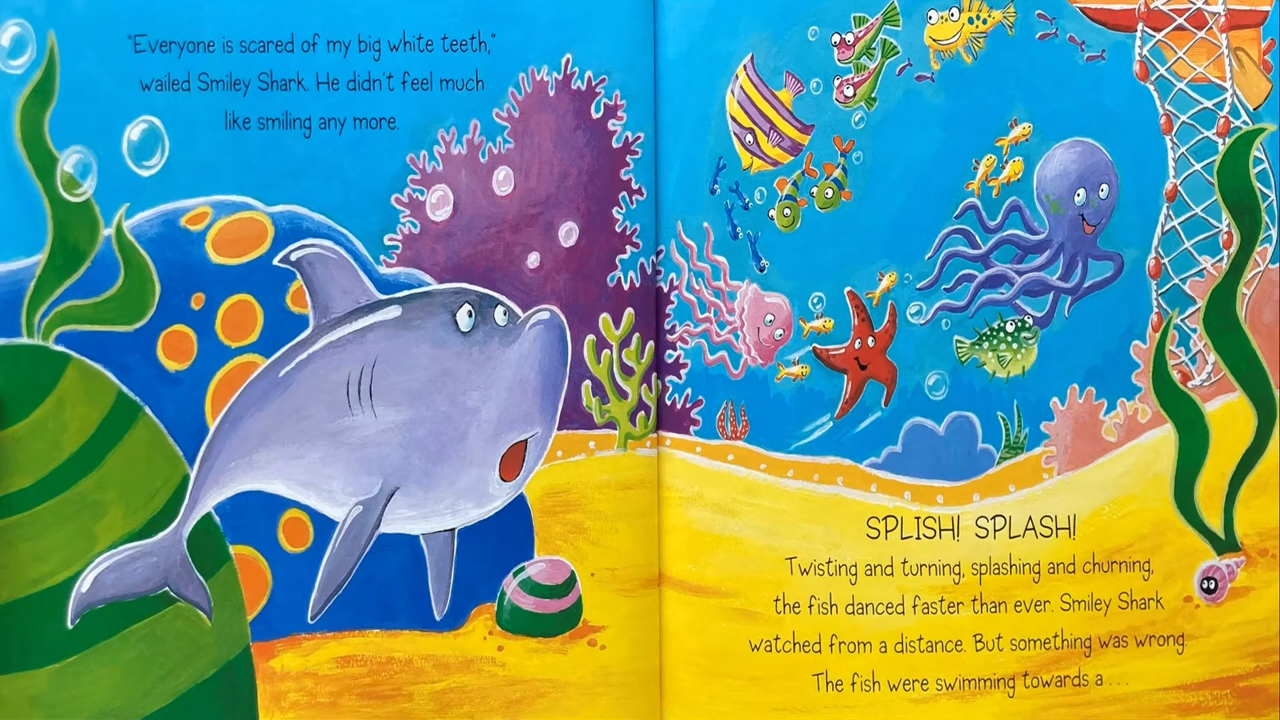 "Everyone is scared of my big white teeth,"
wailed Smiley Shark. He didn't feel much
like smiling any more.
SPLISH! SPLASH!
Twisting and turning, splashing and churning,
the fish danced faster than ever. Smiley Shark
watched from a distance. But something was wrong.
The fish were swimming towards a . . .